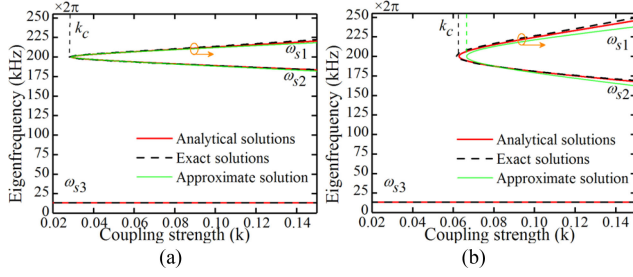 ×2π
Eigenfrequency (kHz)
250
225
200
175
150
125
100
75
50
25
0
k_c
ω_s1
ω_s2
Analytical solutions
Exact solutions
Approximate solution
ω_s3
0.02 0.04 0.06 0.08 0.10 0.12 0.14
Coupling strength (k)
(a)
×2π
Eigenfrequency (kHz)
250
225
200
175
150
125
100
75
50
25
0
k_c
ω_s1
ω_s2
Analytical solutions
Exact solutions
Approximate solution
ω_s3
0.02 0.04 0.06 0.08 0.10 0.12 0.14
Coupling strength (k)
(b)